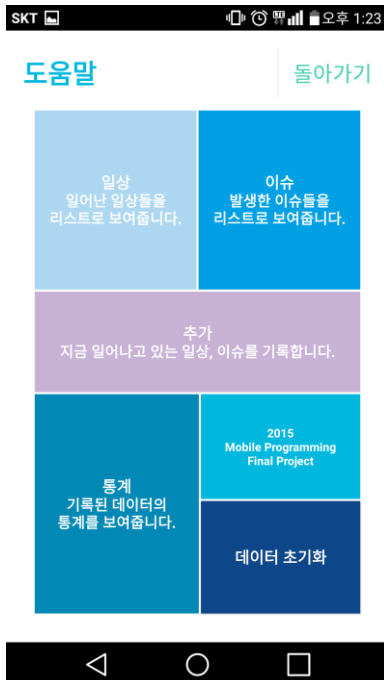 SKT
오후 1:23
도움말
돌아가기
일상
일어난 일상들을
리스트로 보여줍니다.
이슈
발생한 이슈들을
리스트로 보여줍니다.
추가
지금 일어나고 있는 일상, 이슈를 기록합니다.
통계
기록된 데이터의
통계를 보여줍니다.
2015
Mobile Programming
Final Project
데이터 초기화